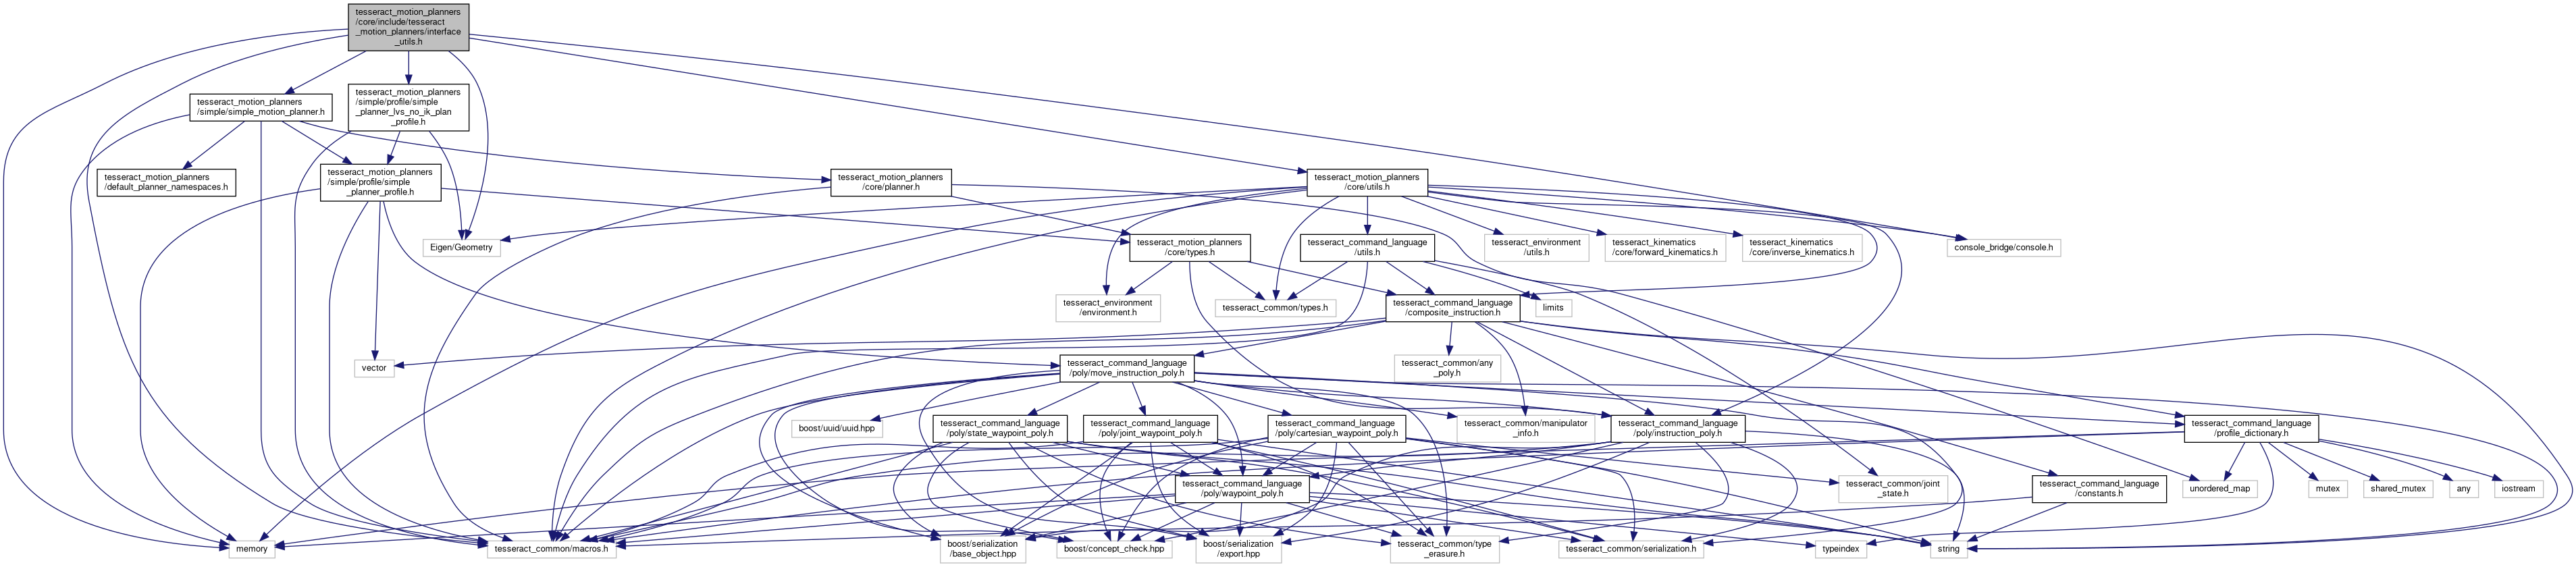 tesseract_motion_planners
/core/include/tesseract
_motion_planners/interface
_utils.h
tesseract_motion_planners
/simple/simple_motion_planner.h
tesseract_motion_planners
/simple/profile/simple
_planner_lvs_no_ik_plan
_profile.h
tesseract_motion_planners
/default_planner_namespaces.h
tesseract_motion_planners
/simple/profile/simple
_planner_profile.h
tesseract_motion_planners
/core/planner.h
tesseract_motion_planners
/core/utils.h
Eigen/Geometry
tesseract_motion_planners
/core/types.h
tesseract_command_language
/utils.h
tesseract_environment
/utils.h
tesseract_kinematics
/core/forward_kinematics.h
tesseract_kinematics
/core/inverse_kinematics.h
console_bridge/console.h
tesseract_environment
/environment.h
tesseract_common/types.h
tesseract_command_language
/composite_instruction.h
limits
vector
tesseract_command_language
/poly/move_instruction_poly.h
tesseract_common/any
_poly.h
boost/uuid/uuid.hpp
tesseract_command_language
/poly/state_waypoint_poly.h
tesseract_command_language
/poly/joint_waypoint_poly.h
tesseract_command_language
/poly/cartesian_waypoint_poly.h
tesseract_common/manipulator
_info.h
tesseract_command_language
/poly/instruction_poly.h
tesseract_command_language
/profile_dictionary.h
tesseract_command_language
/poly/waypoint_poly.h
tesseract_common/joint
_state.h
tesseract_command_language
/constants.h
unordered_map
mutex
shared_mutex
any
iostream
memory
tesseract_common/macros.h
boost/serialization
/base_object.hpp
boost/concept_check.hpp
boost/serialization
/export.hpp
tesseract_common/type
_erasure.h
tesseract_common/serialization.h
typeindex
string